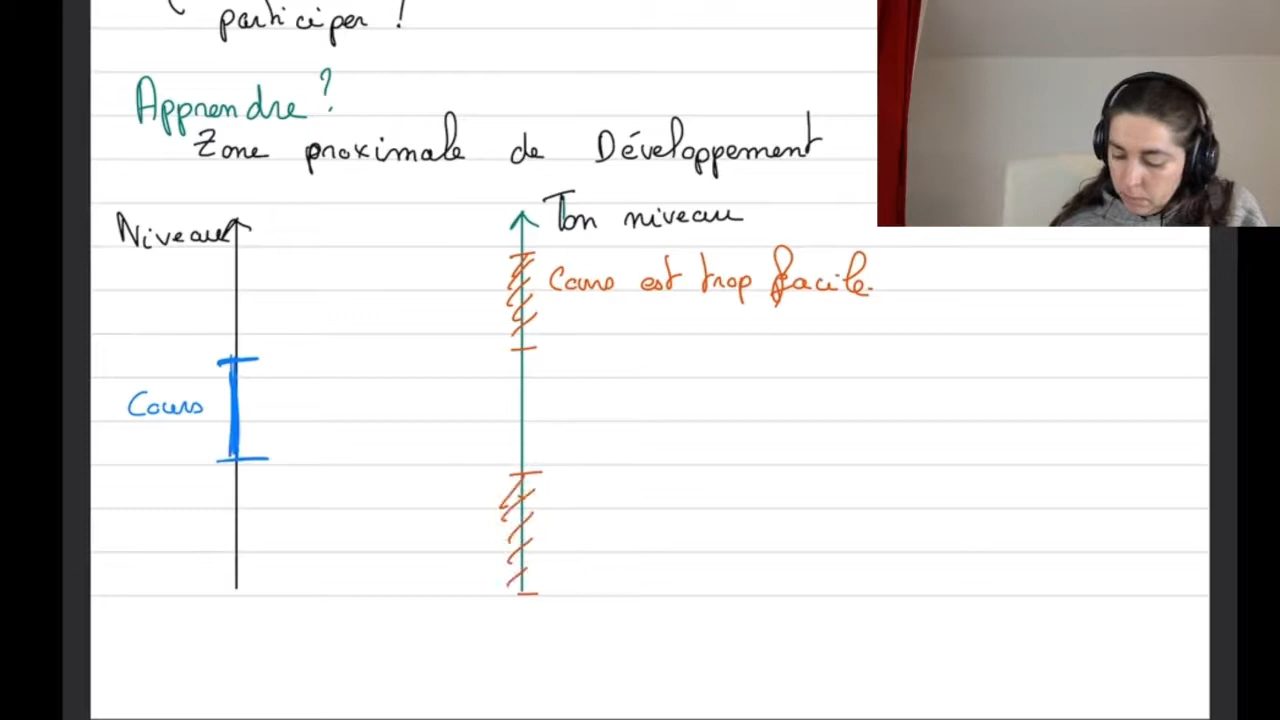 participer !
Apprendre ?
Zone proximale de Développement
Niveau
Ton niveau
Cours est trop facile.
Cours